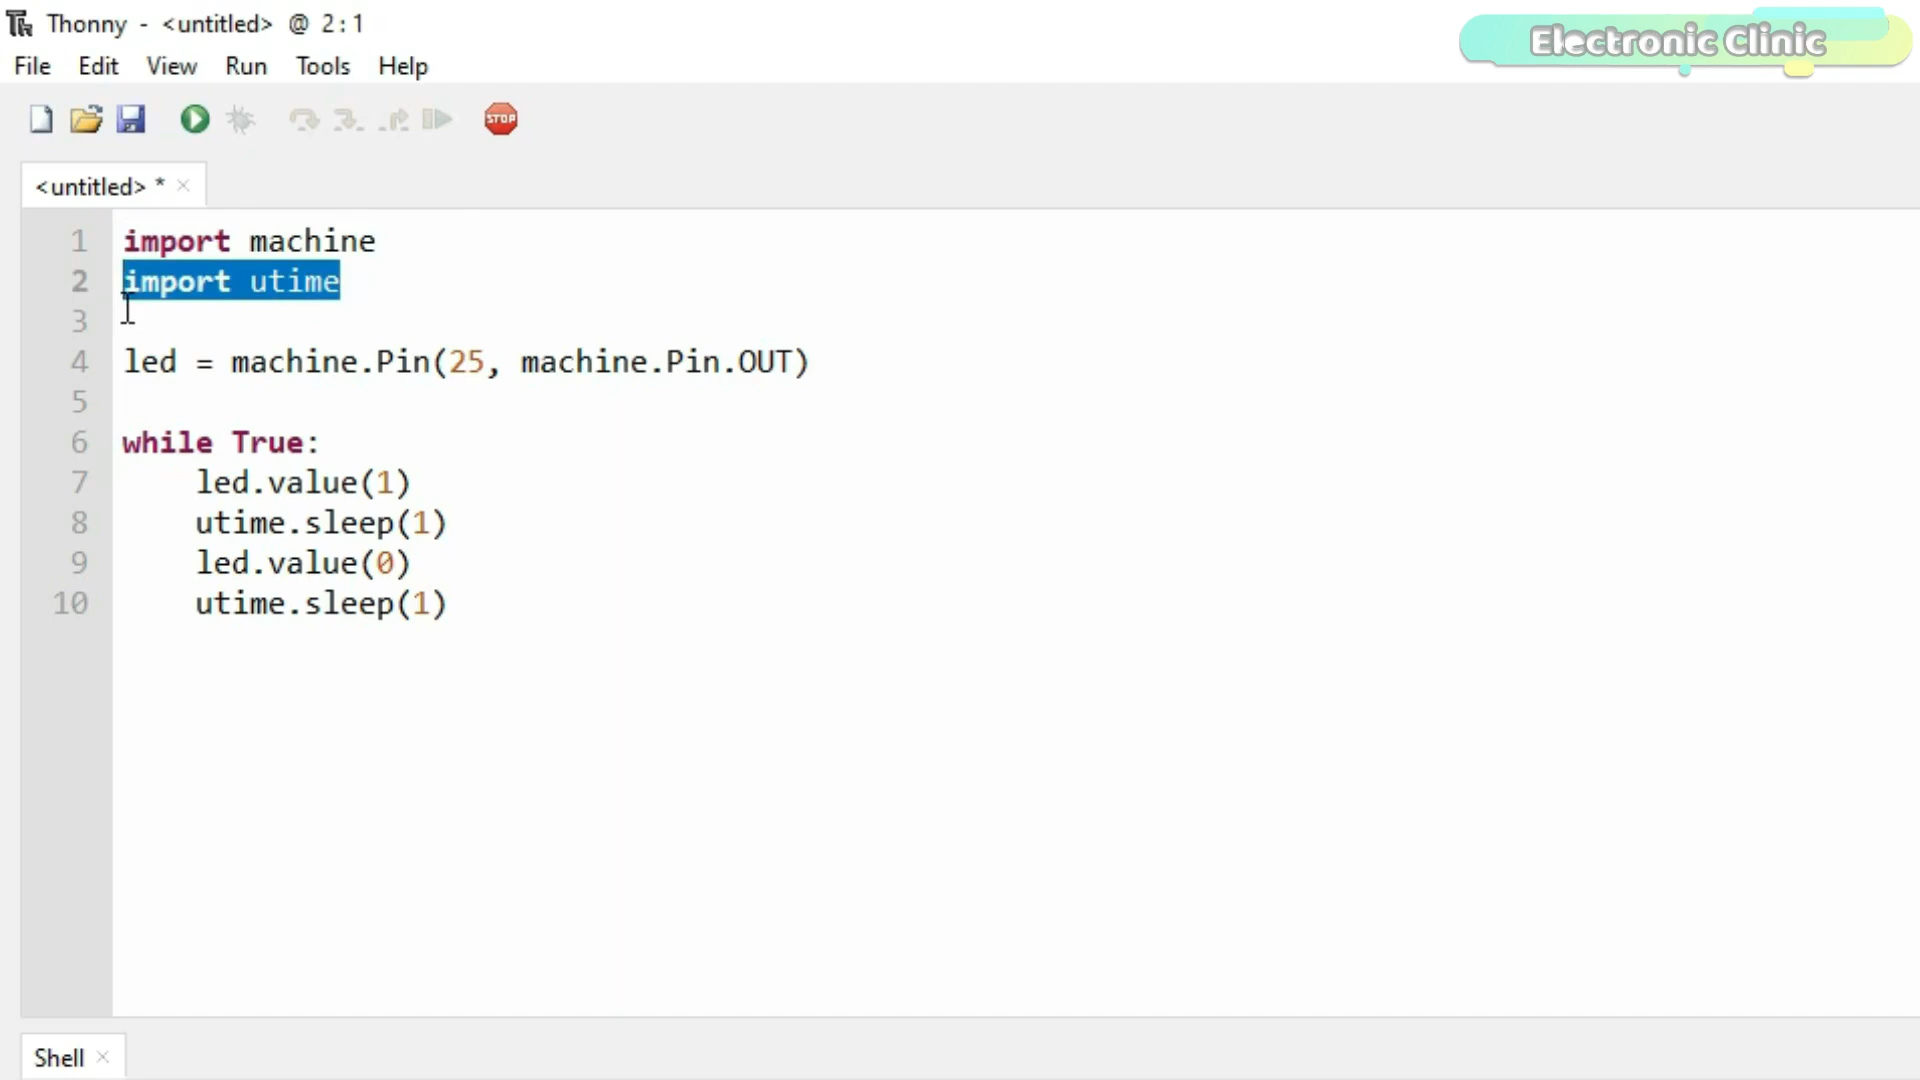 Thonny - <untitled> @ 2:1
Electronic Clinic
File Edit View Run Tools Help
STOP
<untitled> * ×
1 import machine
2 import utime
3
4 led = machine.Pin(25, machine.Pin.OUT)
5
6 while True:
7     led.value(1)
8     utime.sleep(1)
9     led.value(0)
10     utime.sleep(1)
Shell ×